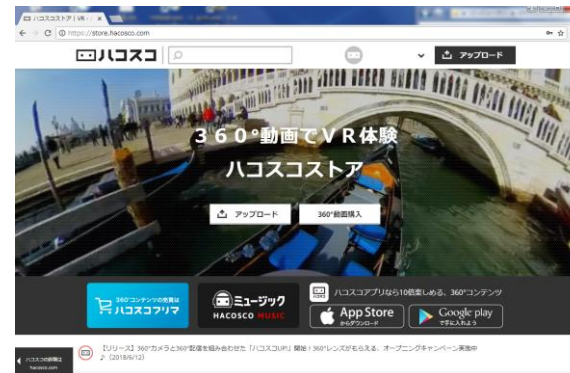 ハコスコストア | VR -
https://store.hacosco.com
ハコスコ
アップロード
360°動画でVR体験
ハコスコストア
アップロード
360°動画購入
360°コンテンツの売買は
ハコスコフリマ
ミュージック
HACOSCO MUSIC
ハコスコアプリなら10倍楽しめる、360°コンテンツ
App Store
からダウンロード
Google play
で手に入れよう
【リリース】360°カメラと360°配信を組み合わせた「ハコスコUP!」開始!360°レンズがもらえる、オープニングキャンペーン実施中
♪(2018/6/12)
ハコスコの詳細は
hacosco.com